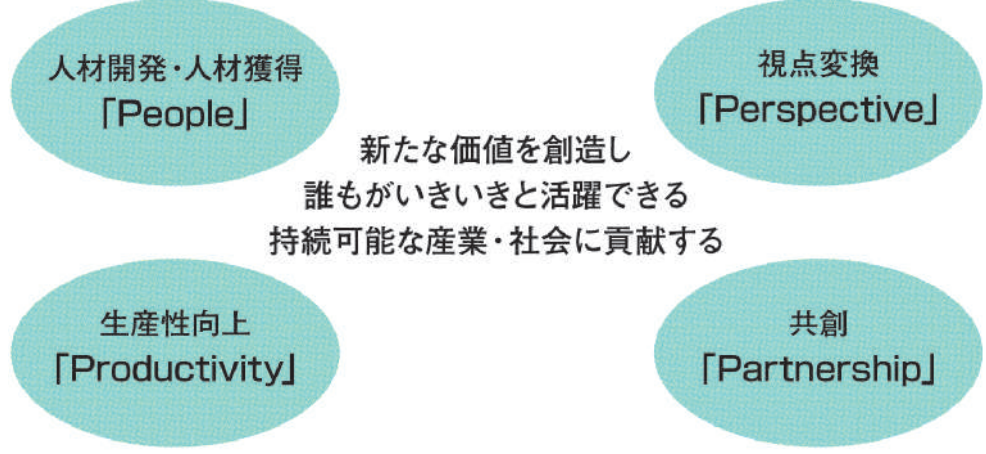 人材開発・人材獲得
「People」
視点変換
「Perspective」
新たな価値を創造し
誰もがいきいきと活躍できる
持続可能な産業・社会に貢献する
生産性向上
「Productivity」
共創
「Partnership」